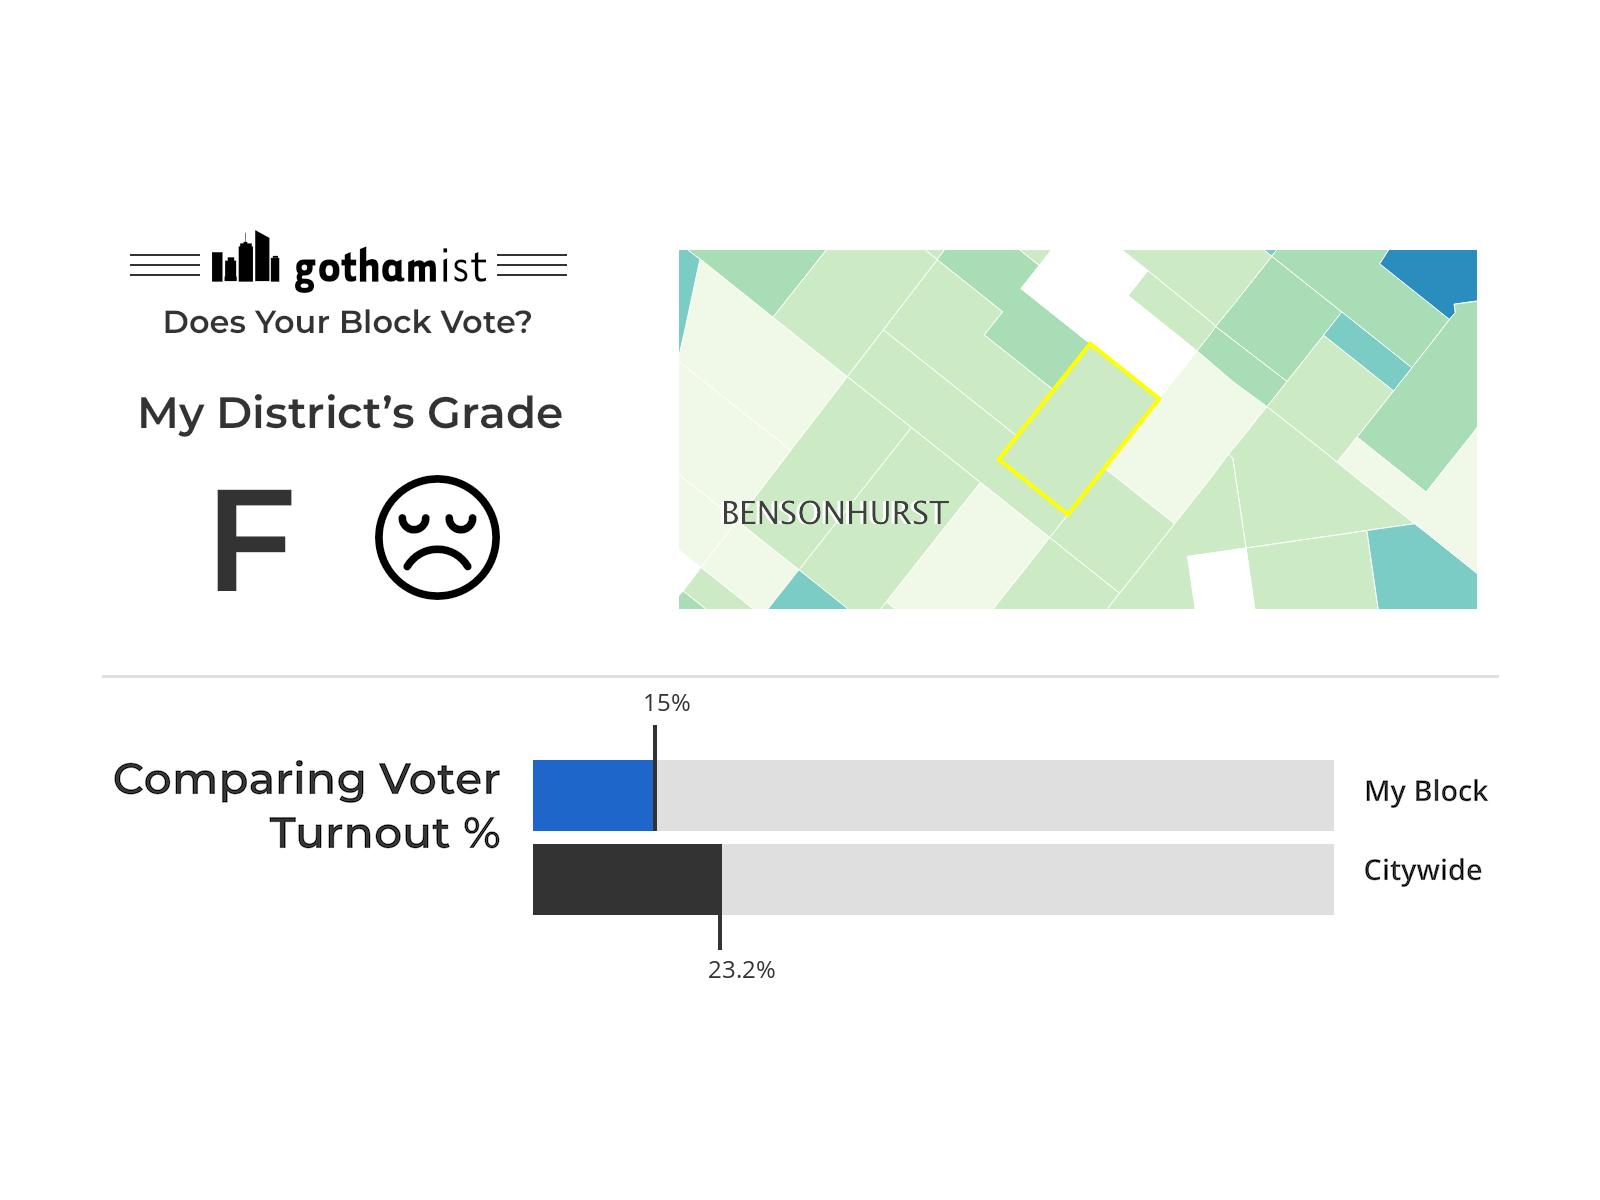 gothamist
Does Your Block Vote?
My District’s Grade
F
BENSONHURST
15%
Comparing Voter
Turnout %
My Block
Citywide
23.2%